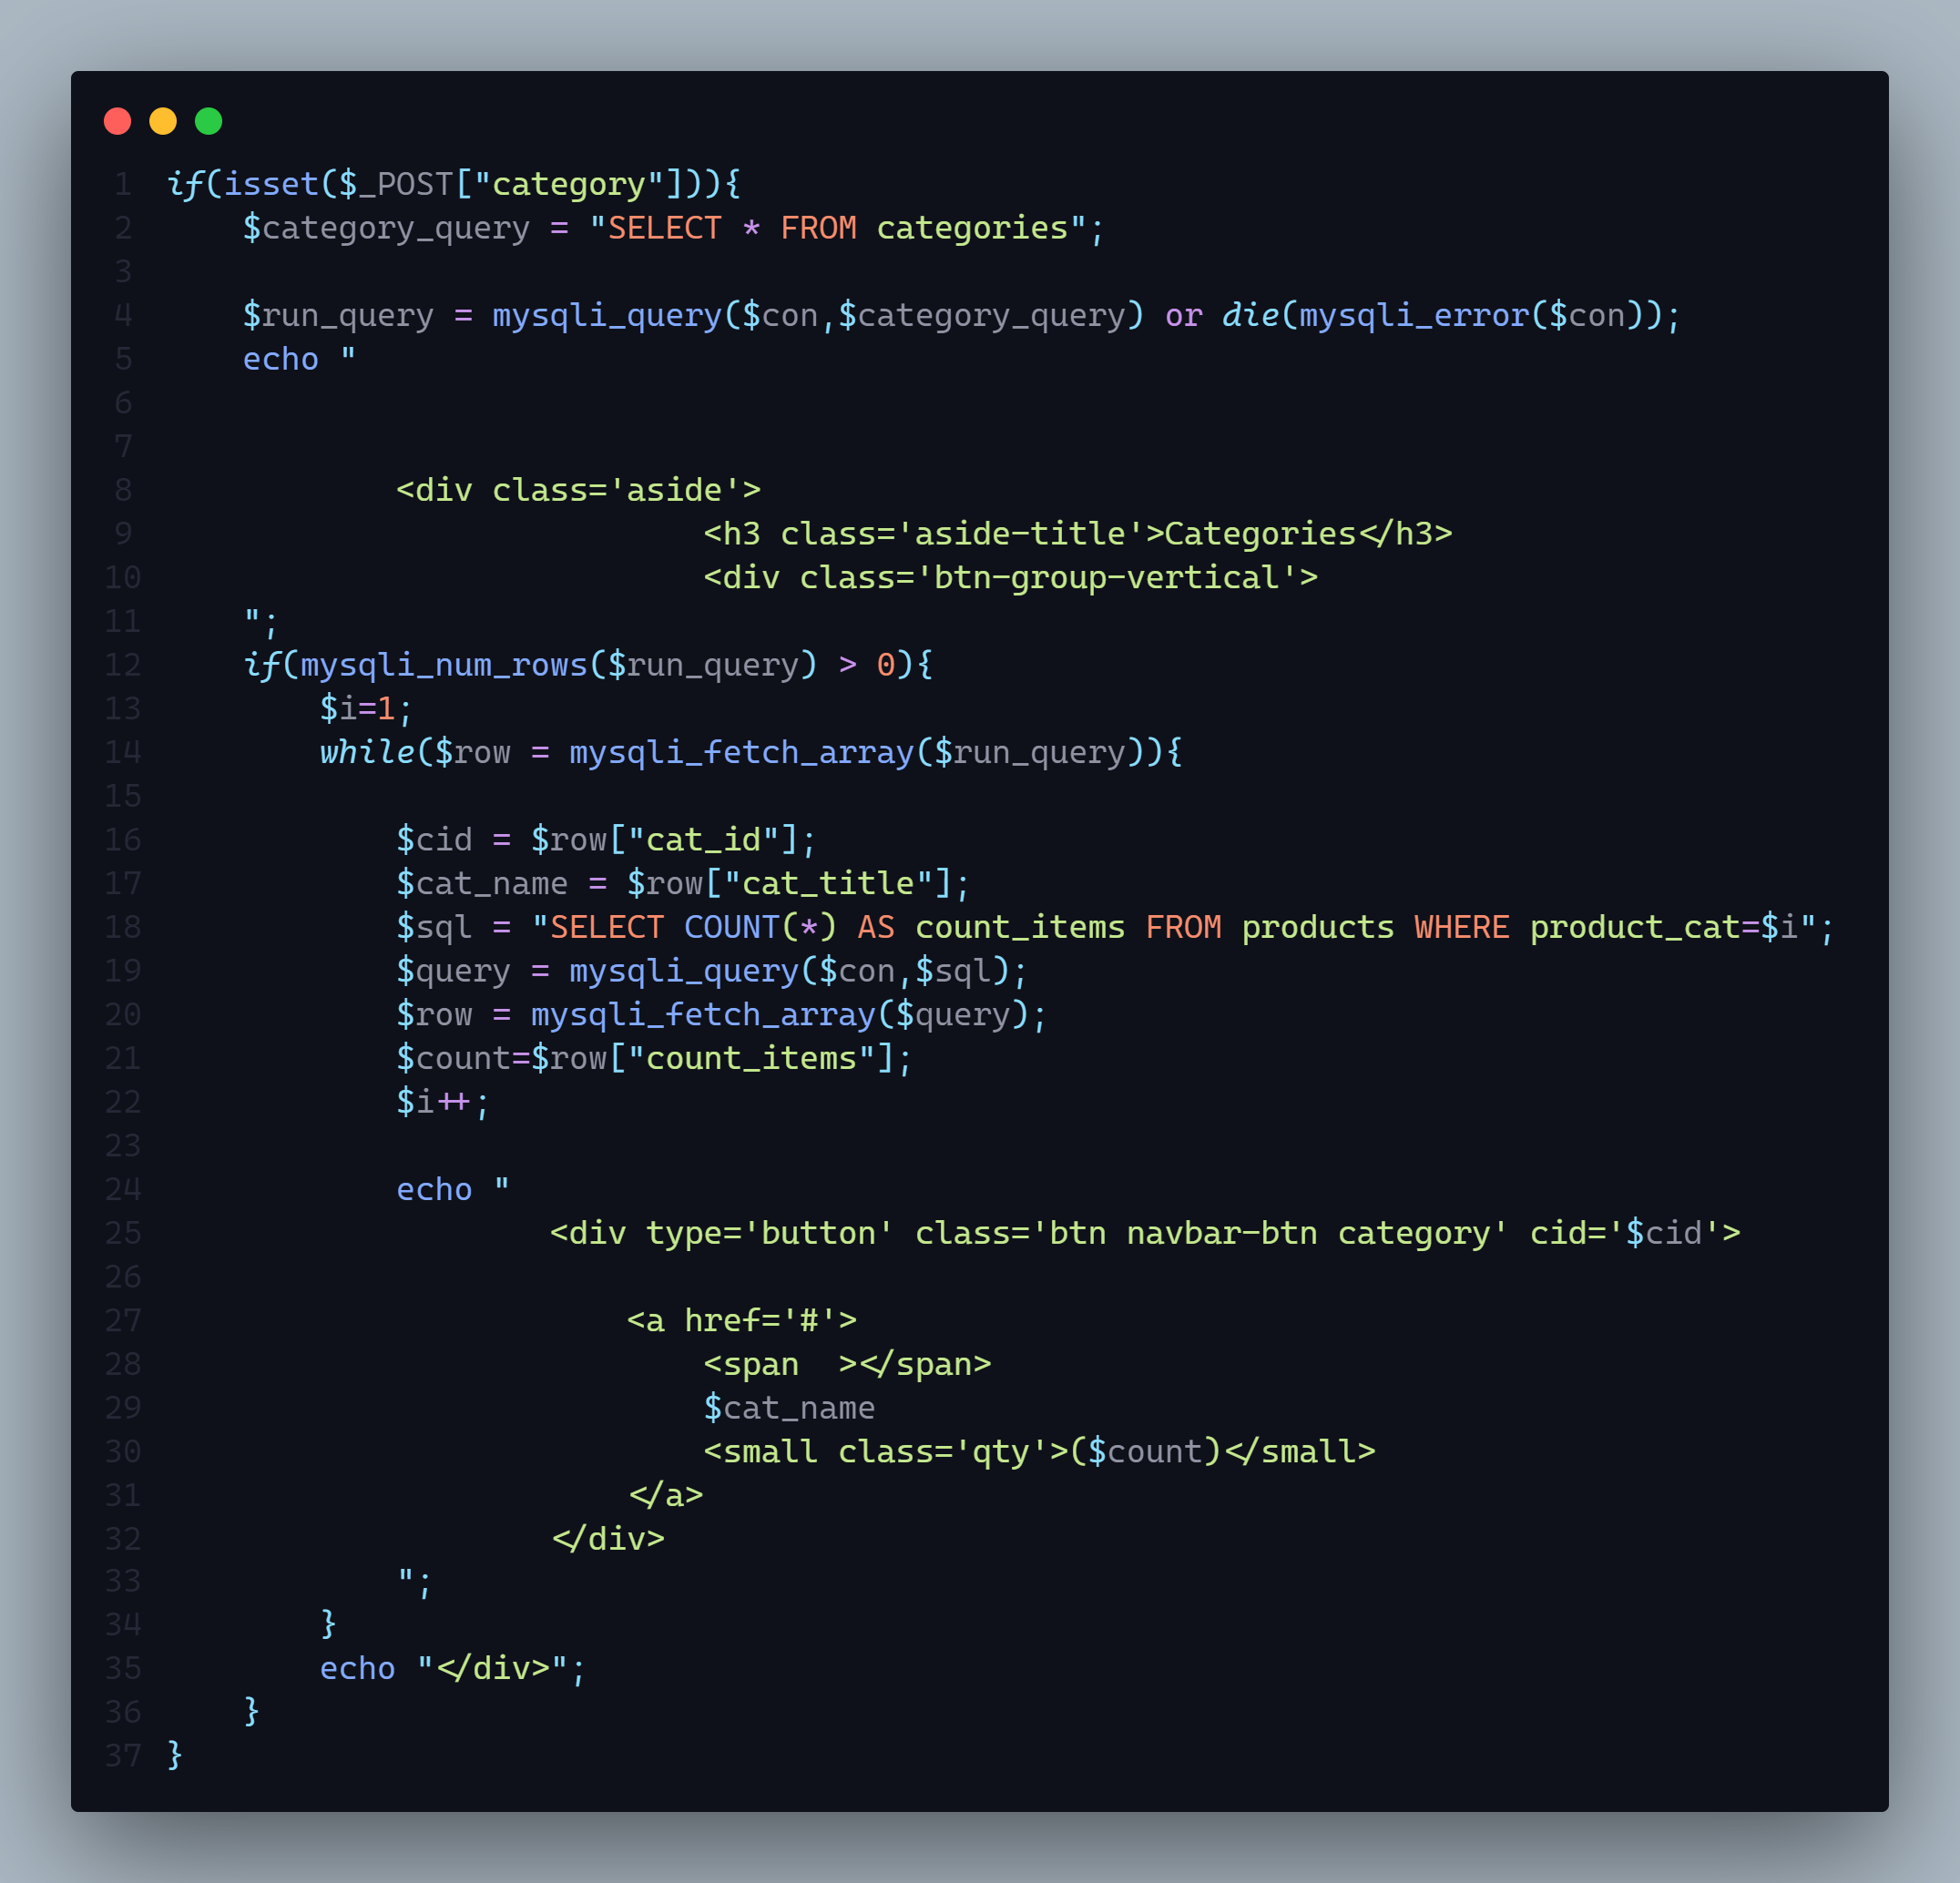 1 if(isset($_POST["category"])){
2     $category_query = "SELECT * FROM categories";
3
4     $run_query = mysqli_query($con,$category_query) or die(mysqli_error($con));
5     echo "
6
7
8             <div class='aside'>
9                             <h3 class='aside-title'>Categories</h3>
10                             <div class='btn-group-vertical'>
11     ";
12     if(mysqli_num_rows($run_query) > 0){
13         $i=1;
14         while($row = mysqli_fetch_array($run_query)){
15
16             $cid = $row["cat_id"];
17             $cat_name = $row["cat_title"];
18             $sql = "SELECT COUNT(*) AS count_items FROM products WHERE product_cat=$i";
19             $query = mysqli_query($con,$sql);
20             $row = mysqli_fetch_array($query);
21             $count=$row["count_items"];
22             $i++;
23
24             echo "
25                     <div type='button' class='btn navbar-btn category' cid='$cid'>
26
27                         <a href='#'>
28                             <span  ></span>
29                             $cat_name
30                             <small class='qty'>($count)</small>
31                         </a>
32                     </div>
33             ";
34         }
35         echo "</div>";
36     }
37 }